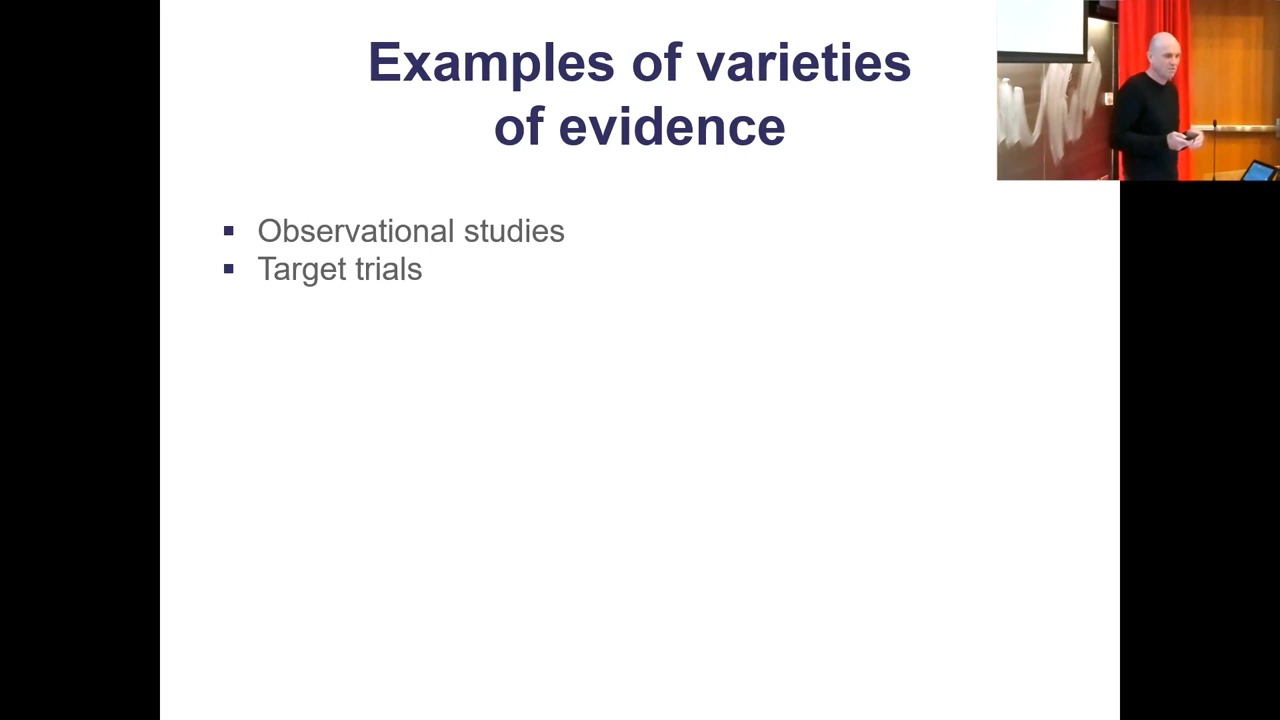 Examples of varieties
of evidence
Observational studies
Target trials